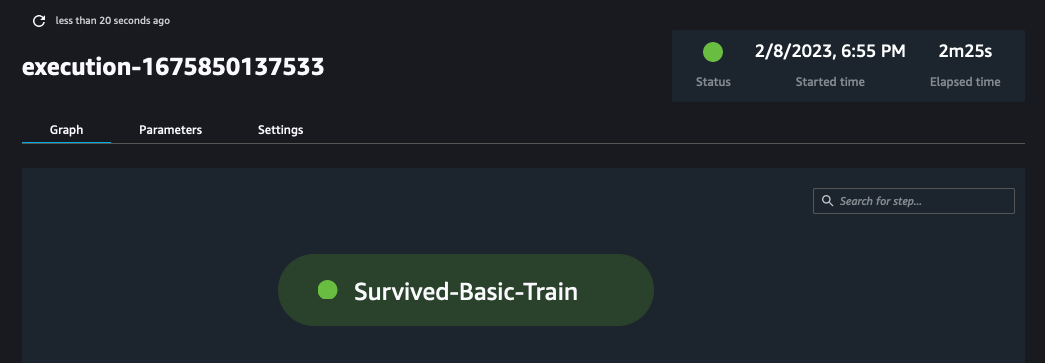 less than 20 seconds ago
execution-1675850137533
2/8/2023, 6:55 PM 2m25s
Status Started time Elapsed time
Graph Parameters Settings
Search for step...
Survived-Basic-Train